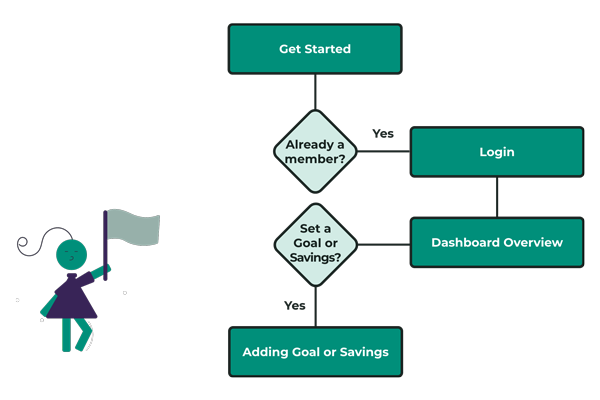 Get Started
Already a
member?
Yes
Login
Set a
Goal or
Savings?
Dashboard Overview
Yes
Adding Goal or Savings